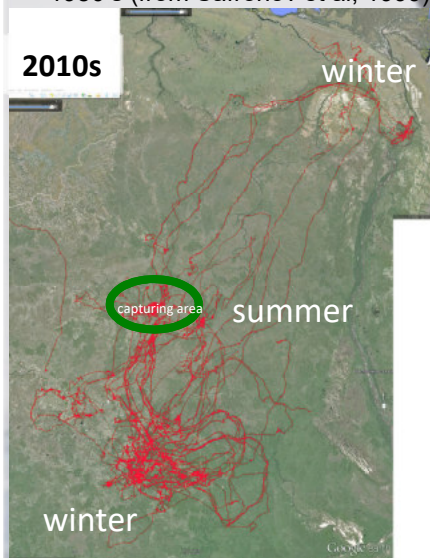 2010s
winter
capturing area
summer
winter
Google earth